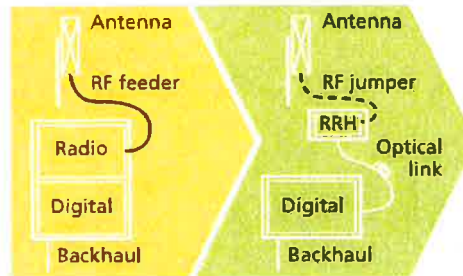 Antenna
RF feeder
Radio
Digital
Backhaul
Antenna
RF jumper
RRH
Optical
link
Digital
Backhaul